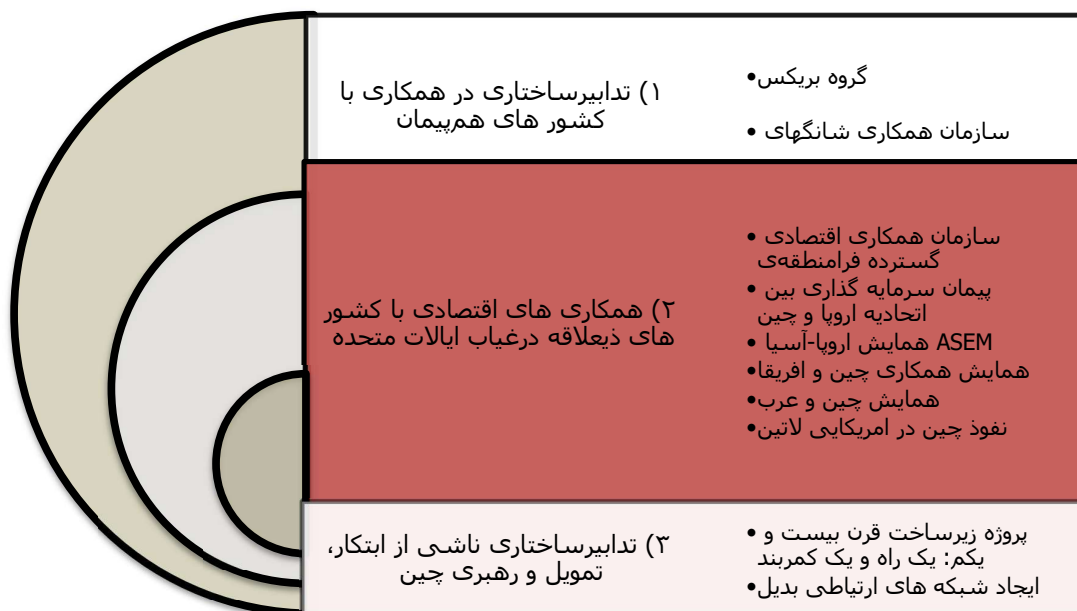 ۱) تدابیرساختاری در همکاری با
کشور های هم‌پیمان
گروه بریکس•
سازمان همکاری شانگهای •
۲) همکاری های اقتصادی با کشور
های ذیعلاقه درغیاب ایالات متحده
سازمان همکاری اقتصادی •
گسترده فرامنطقه‌ی
پیمان سرمایه گذاری بین •
اتحادیه اروپا و چین
ASEM همایش اروپا-آسیا •
همایش همکاری چین و افریقا•
همایش چین و عرب•
نفوذ چین در امریکایی لاتین•
۳) تدابیرساختاری ناشی از ابتکار،
تمویل و رهبری چین
پروژه زیرساخت قرن بیست و •
یکم: یک راه و یک کمربند
ایجاد شبکه های ارتباطی بدیل•